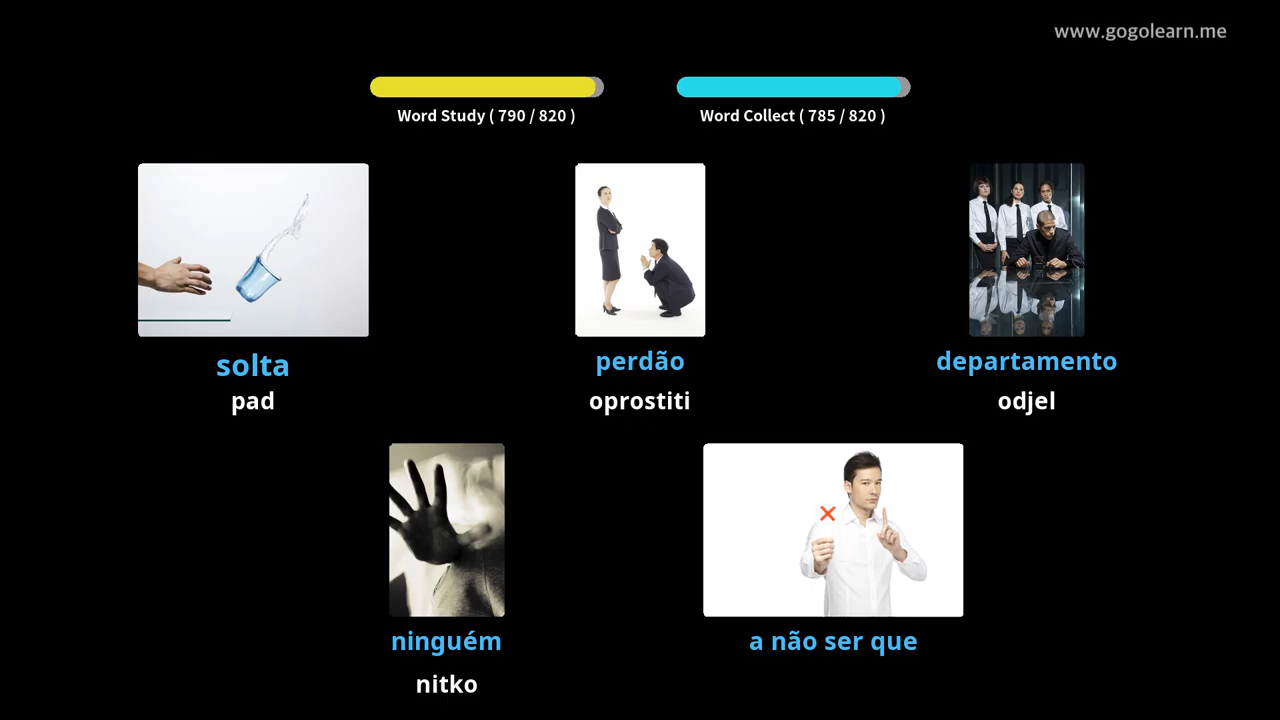 www.gogolearn.me
Word Study ( 790 / 820 )
Word Collect ( 785 / 820 )
solta
pad
perdão
oprostiti
departamento
odjel
ninguém
nitko
a não ser que